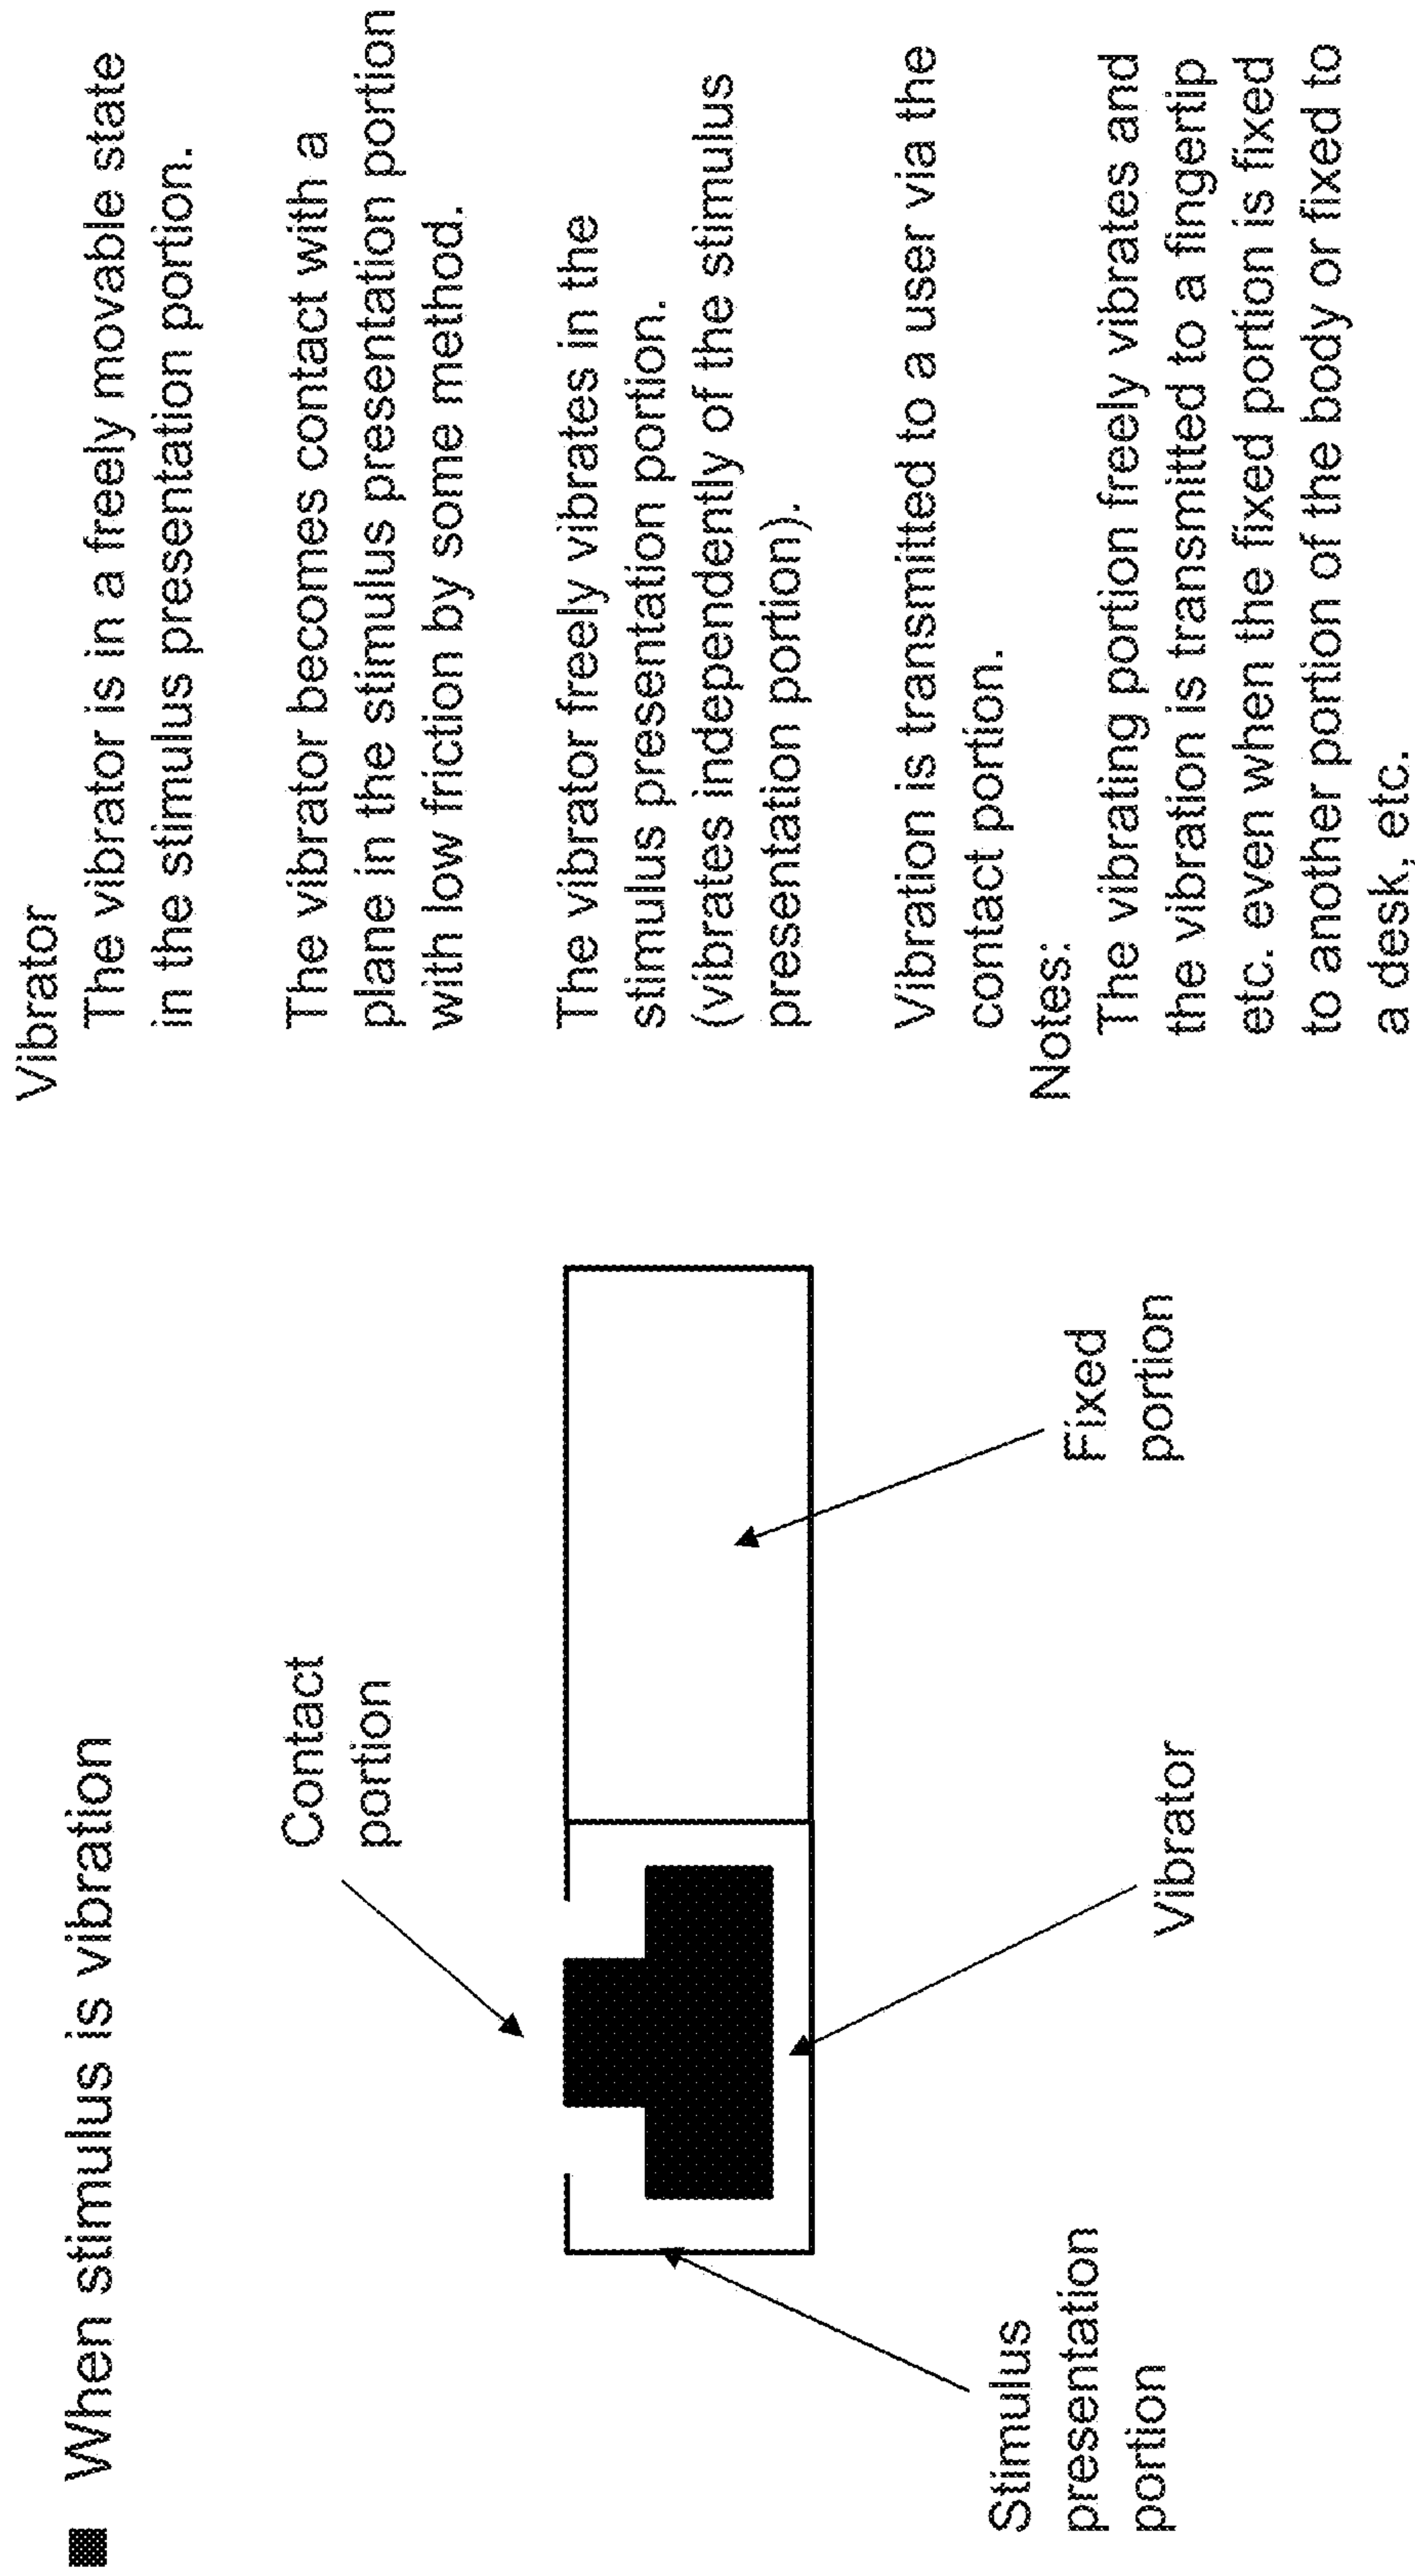 ■ When stimulus is vibration
Contact
portion
Stimulus
presentation
portion
Vibrator
Fixed
portion
Vibrator
The vibrator is in a freely movable state
in the stimulus presentation portion.
The vibrator becomes contact with a
plane in the stimulus presentation portion
with low friction by some method.
The vibrator freely vibrates in the
stimulus presentation portion.
(vibrates independently of the stimulus
presentation portion).
Vibration is transmitted to a user via the
contact portion.
Notes:
The vibrating portion freely vibrates and
the vibration is transmitted to a fingertip
etc. even when the fixed portion is fixed
to another portion of the body or fixed to
a desk, etc.